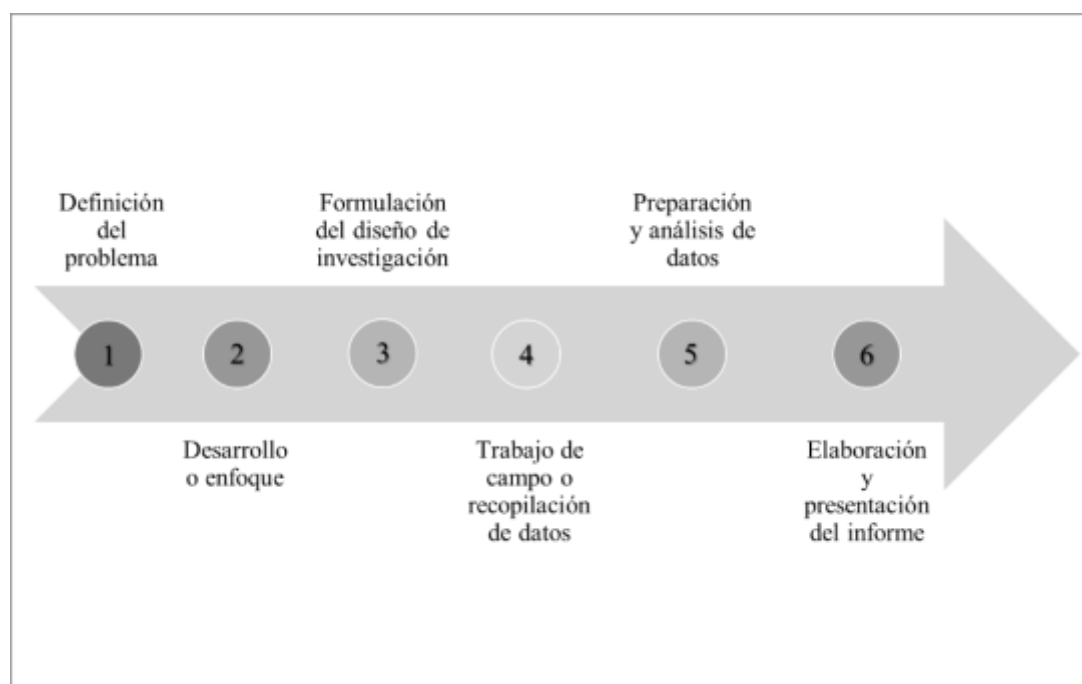 Definición
del
problema
Formulación
del diseño de
investigación
Preparación
y análisis de
datos
1
2
3
4
5
6
Desarrollo
o enfoque
Trabajo de
campo o
recopilación
de datos
Elaboración
y
presentación
del informe